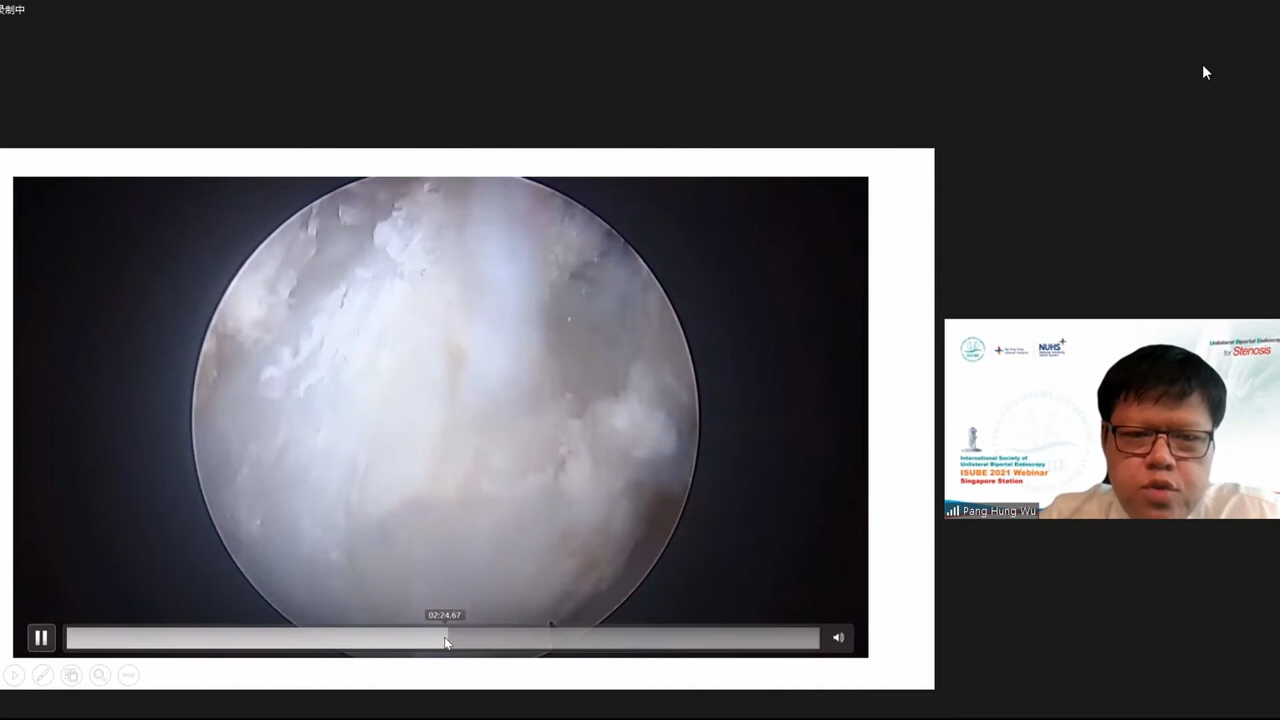 录制中
02:24.67
NUHS
Unilateral Biportal Endoscopy
for Stenosis
International Society of
Unilateral Biportal Endoscopy
ISUBE 2021 Webinar
Singapore Station
Pang Hung Wu